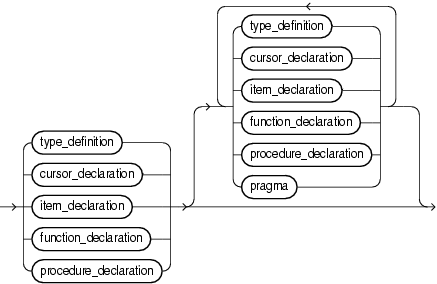 type_definition
cursor_declaration
item_declaration
function_declaration
procedure_declaration
type_definition
cursor_declaration
item_declaration
function_declaration
procedure_declaration
pragma